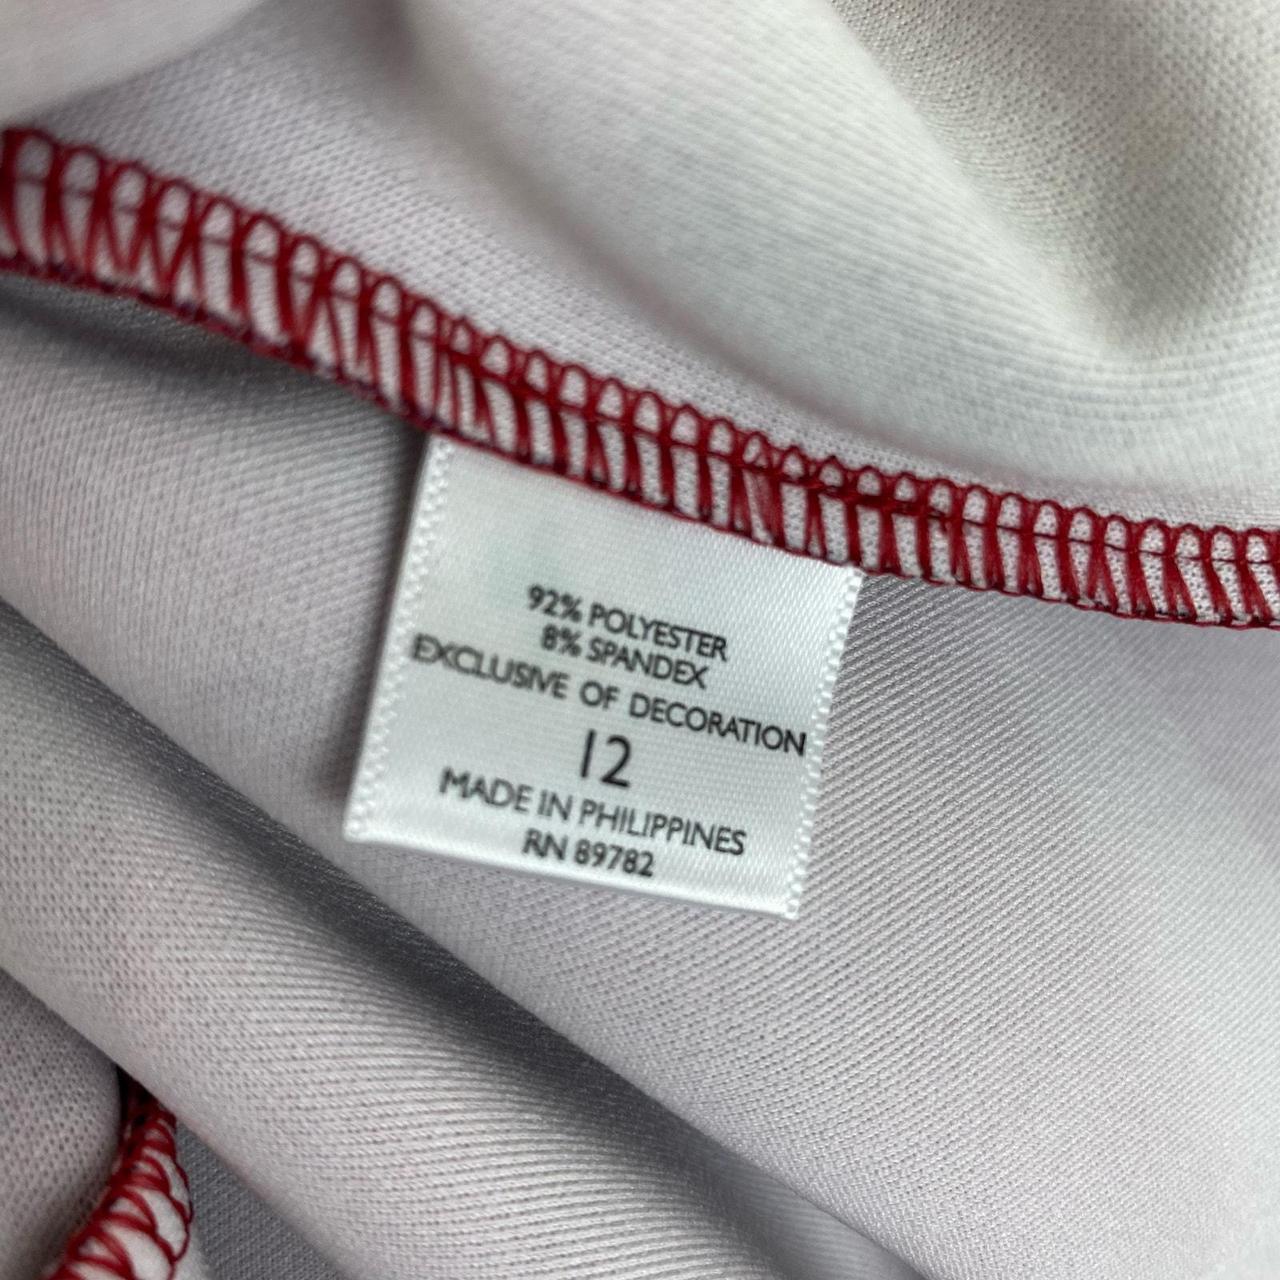 92% POLYESTER
8% SPANDEX
EXCLUSIVE OF DECORATION
12
MADE IN PHILIPPINES
RN 89782